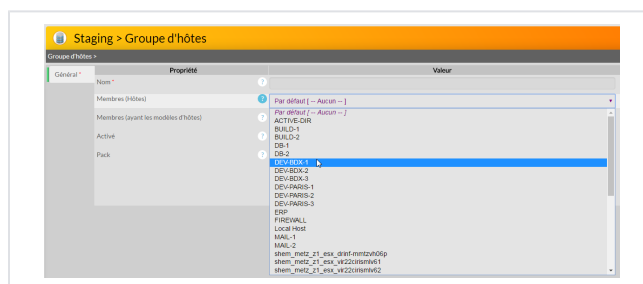 Staging > Groupe d'hôtes
Groupe d'hôtes >
Général *
Propriété
Valeur
Nom *
?
Membres (Hôtes)
?
Par défaut [ -- Aucun -- ]
Membres (ayant les modèles d'hôtes)
?
Activé
?
Pack
?
Par défaut [ -- Aucun -- ]
ACTIVE-DIR
BUILD-1
BUILD-2
DB-1
DB-2
DEV-BDX-1
DEV-BDX-2
DEV-BDX-3
DEV-PARIS-1
DEV-PARIS-2
DEV-PARIS-3
ERP
FIREWALL
Local Host
MAIL-1
MAIL-2
shem_metz_z1_esx_drinf-mmtzvh06p
shem_metz_z1_esx_vir22cirismlv61
shem_metz_z1_esx_vir22cirismlv62